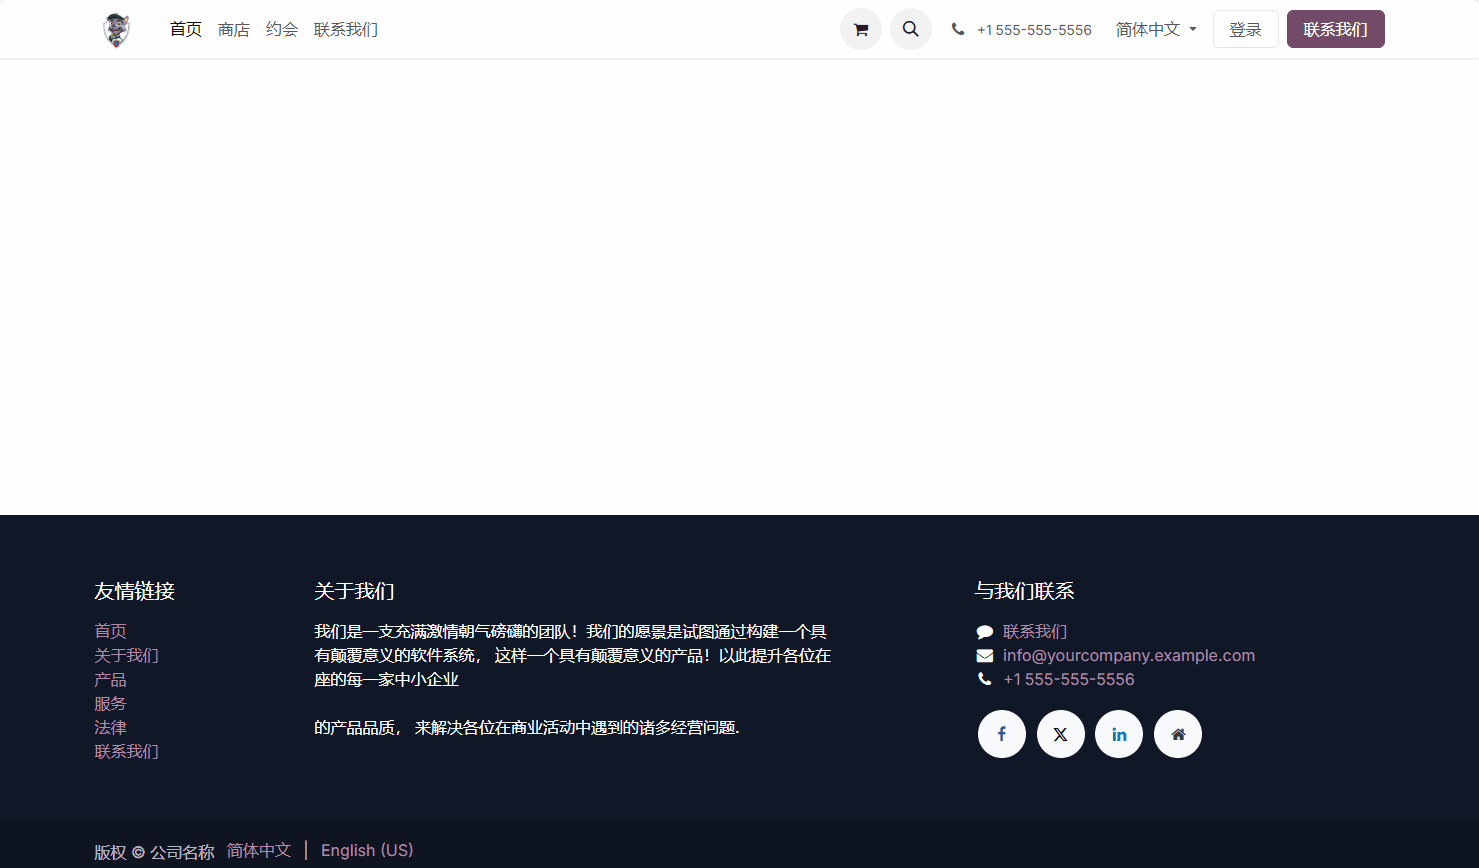 首页 商店 约会 联系我们 +1 555-555-5556 简体中文 登录 联系我们
友情链接
首页
关于我们
产品
服务
法律
联系我们
关于我们
我们是一支充满激情朝气磅礴的团队！我们的愿景是试图通过构建一个具
有颠覆意义的软件系统， 这样一个具有颠覆意义的产品！以此提升各位在
座的每一家中小企业
的产品品质， 来解决各位在商业活动中遇到的诸多经营问题.
与我们联系
联系我们
info@yourcompany.example.com
+1 555-555-5556
版权 © 公司名称 简体中文 | English (US)